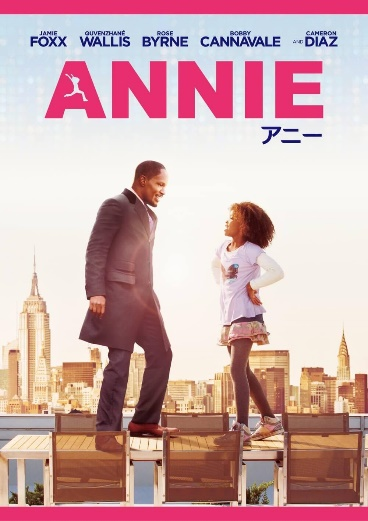 JAMIE FOXX QUVENZHANÉ WALLIS ROSE BYRNE BOBBY CANNAVALE AND CAMERON DIAZ
ANNIE
アニー